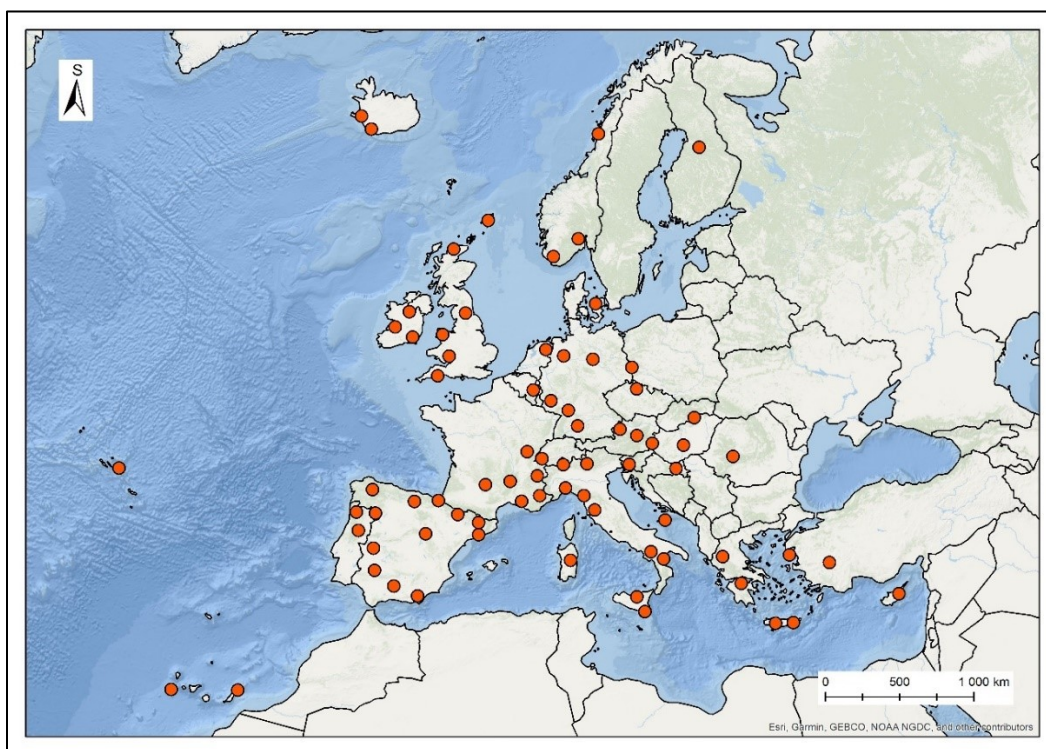 S
0 500 1 000 km
Esri, Garmin, GEBCO, NOAA NGDC, and other contributors